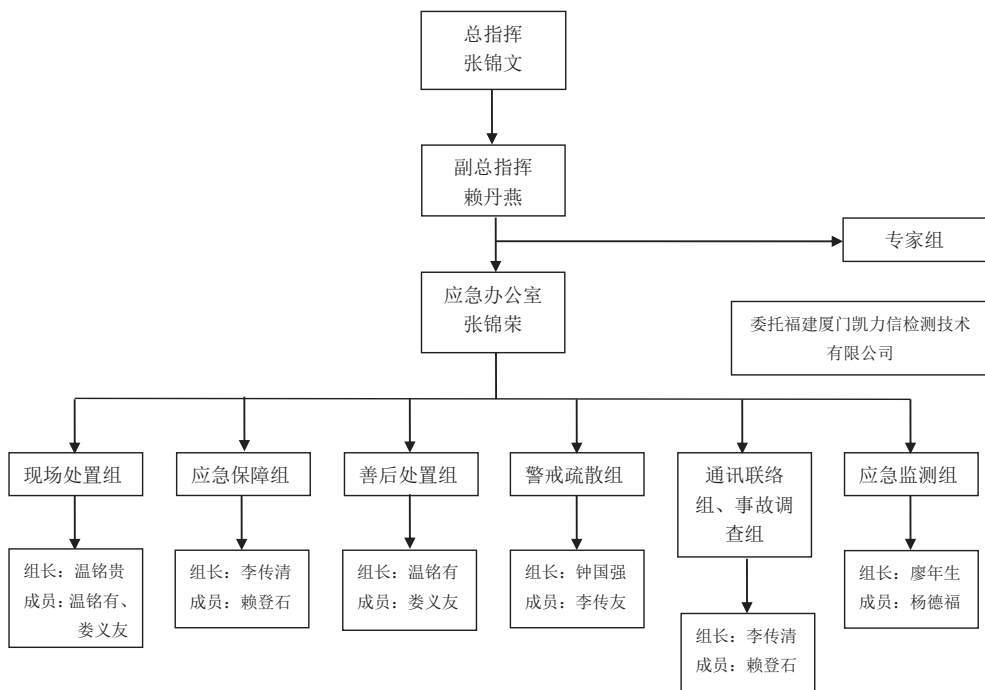 总指挥
张锦文
副总指挥
赖丹燕
专家组
应急办公室
张锦荣
委托福建厦门凯力信检测技术
有限公司
现场处置组
应急保障组
善后处置组
警戒疏散组
通讯联络
组、事故调
查组
应急监测组
组长：温铭贵
成员：温铭有、
娄义友
组长：李传清
成员：赖登石
组长：温铭有
成员：娄义友
组长：钟国强
成员：李传友
组长：李传清
成员：赖登石
组长：廖年生
成员：杨德福